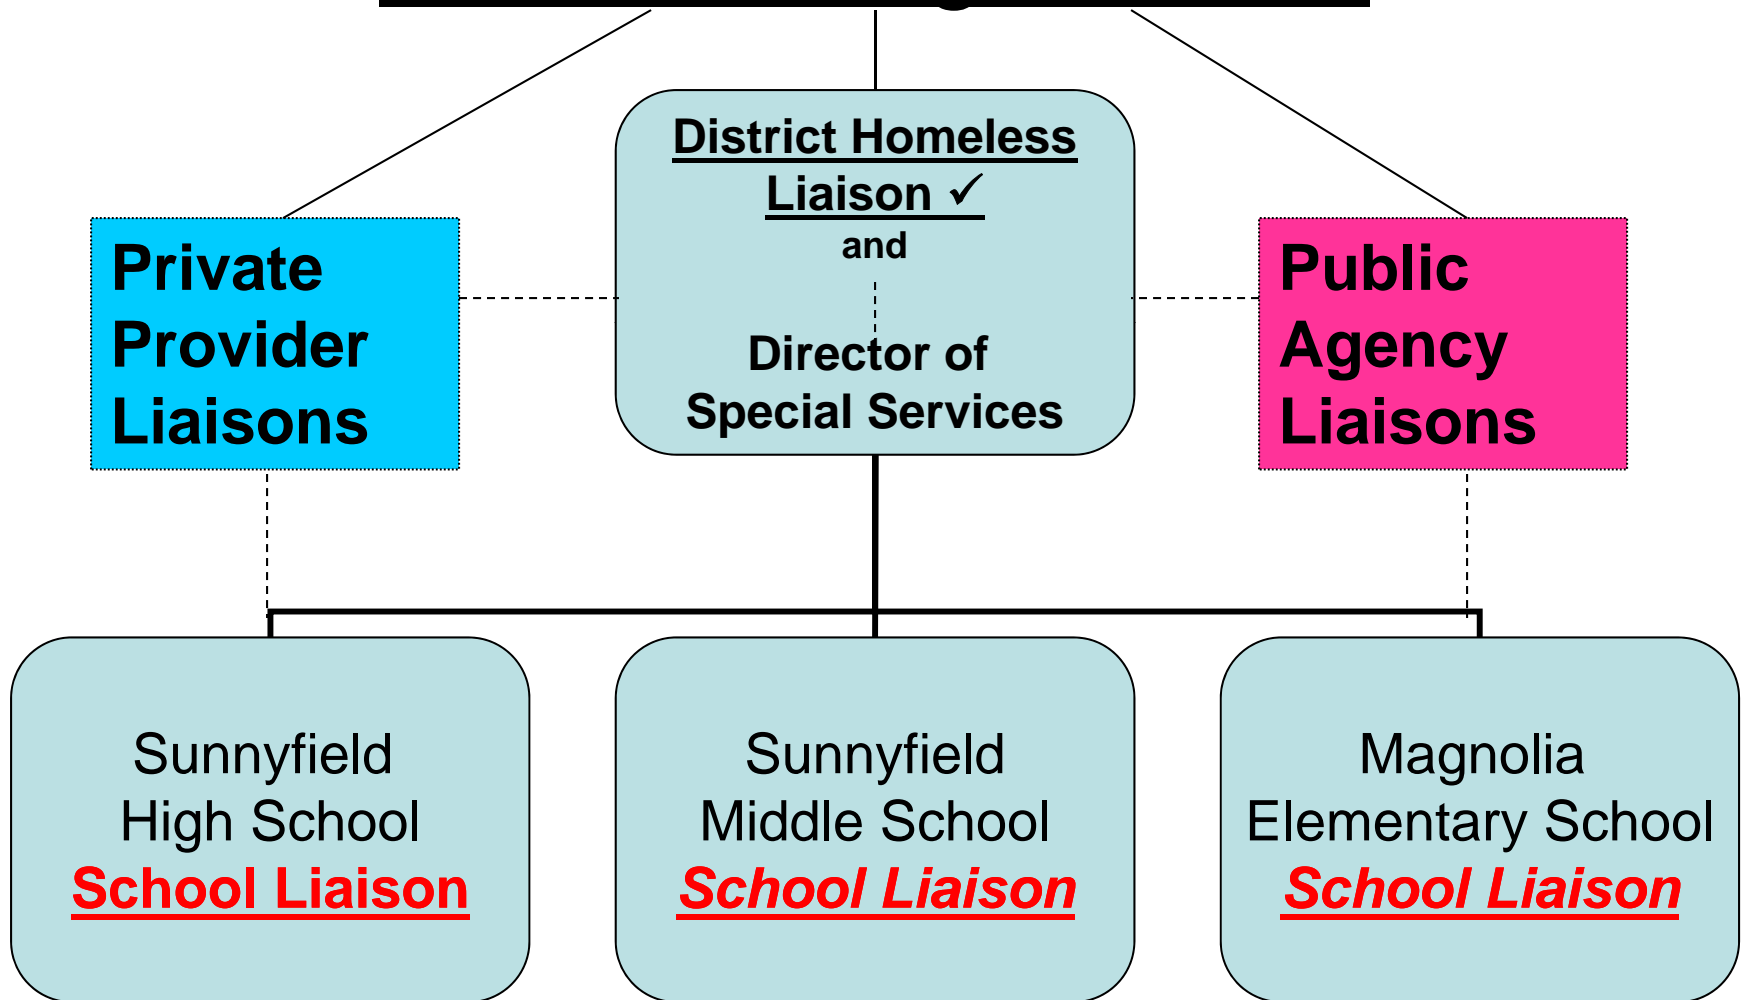 District Homeless
Liaison ✓
and
Director of
Special Services
Private
Provider
Liaisons
Public
Agency
Liaisons
Sunnyfield
High School
School Liaison
Sunnyfield
Middle School
School Liaison
Magnolia
Elementary School
School Liaison